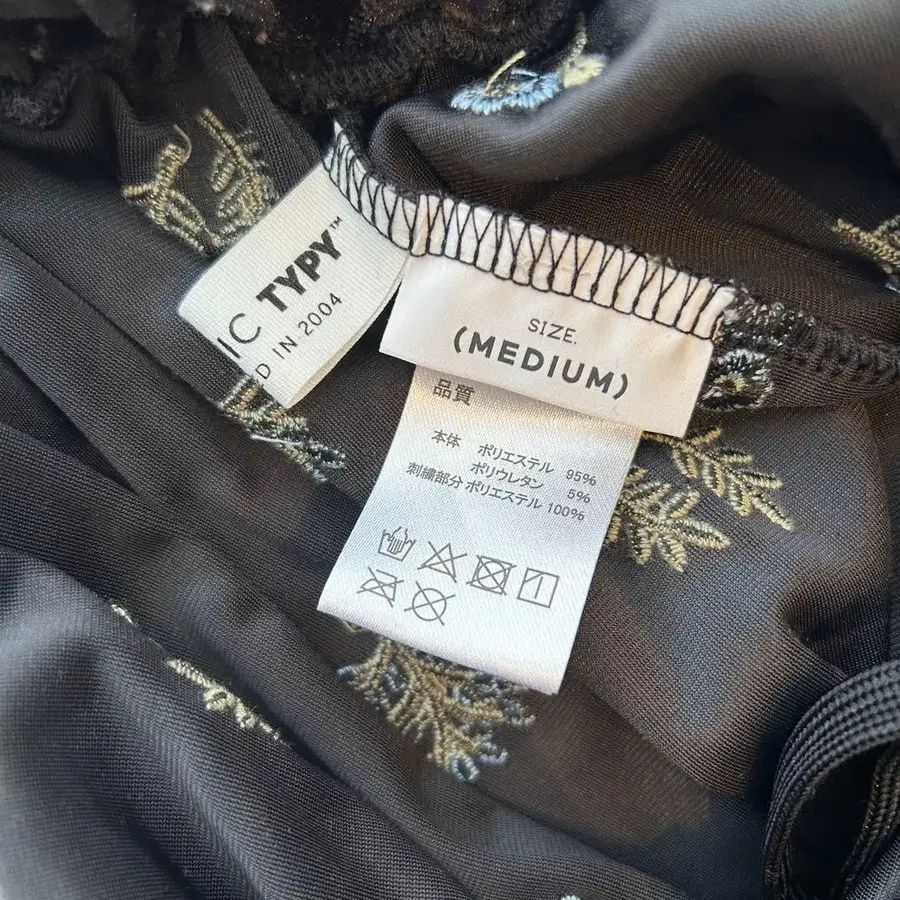 IC TYPY™
D IN 2004
SIZE.
(MEDIUM)
品質
本体 ポリエステル 95%
ポリウレタン 5%
刺繍部分 ポリエステル 100%